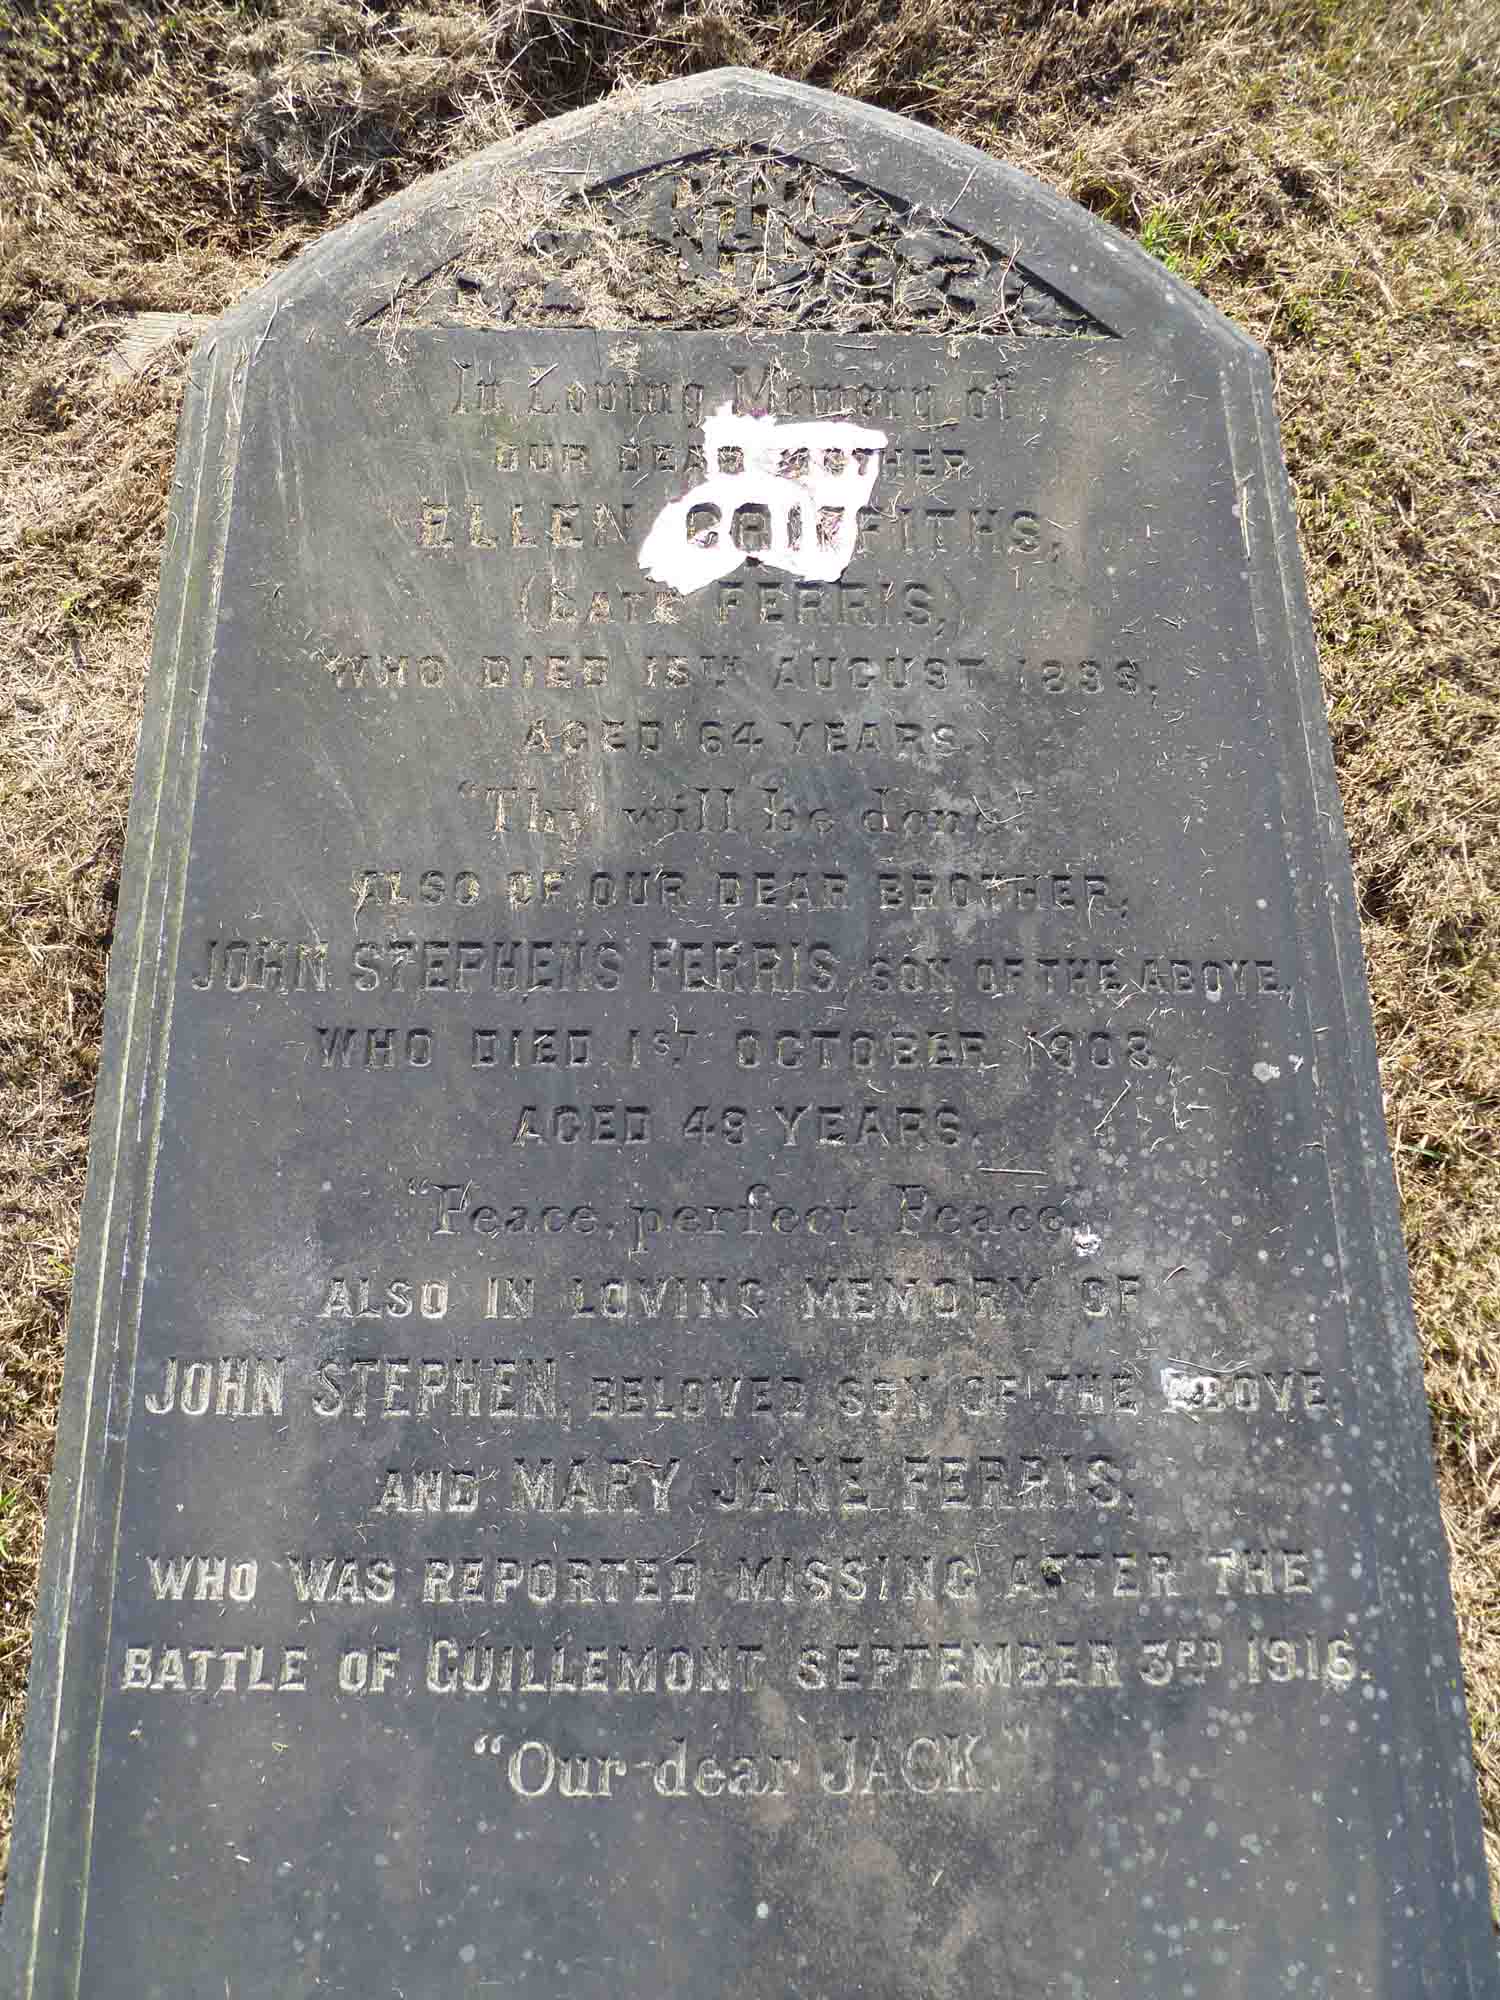 In Loving Memory of
OUR DEAR MOTHER
ELLEN GRIFFITHS,
(LATE FERRIS,)
WHO DIED 15TH AUGUST
AGED 64 YEARS.
"Thy will be done."
ALSO OF OUR DEAR BROTHER,
JOHN STEPHENS FERRIS, SON OF THE ABOVE,
WHO DIED 1ST OCTOBER 1908,
AGED 49 YEARS.
"Peace, perfect Peace."
ALSO IN LOVING MEMORY OF
JOHN STEPHEN, BELOVED SON OF THE ABOVE,
AND MARY JANE FERRIS,
WHO WAS REPORTED MISSING AFTER THE
BATTLE OF GUILLEMONT SEPTEMBER 3RD 1916.
"Our dear JACK."